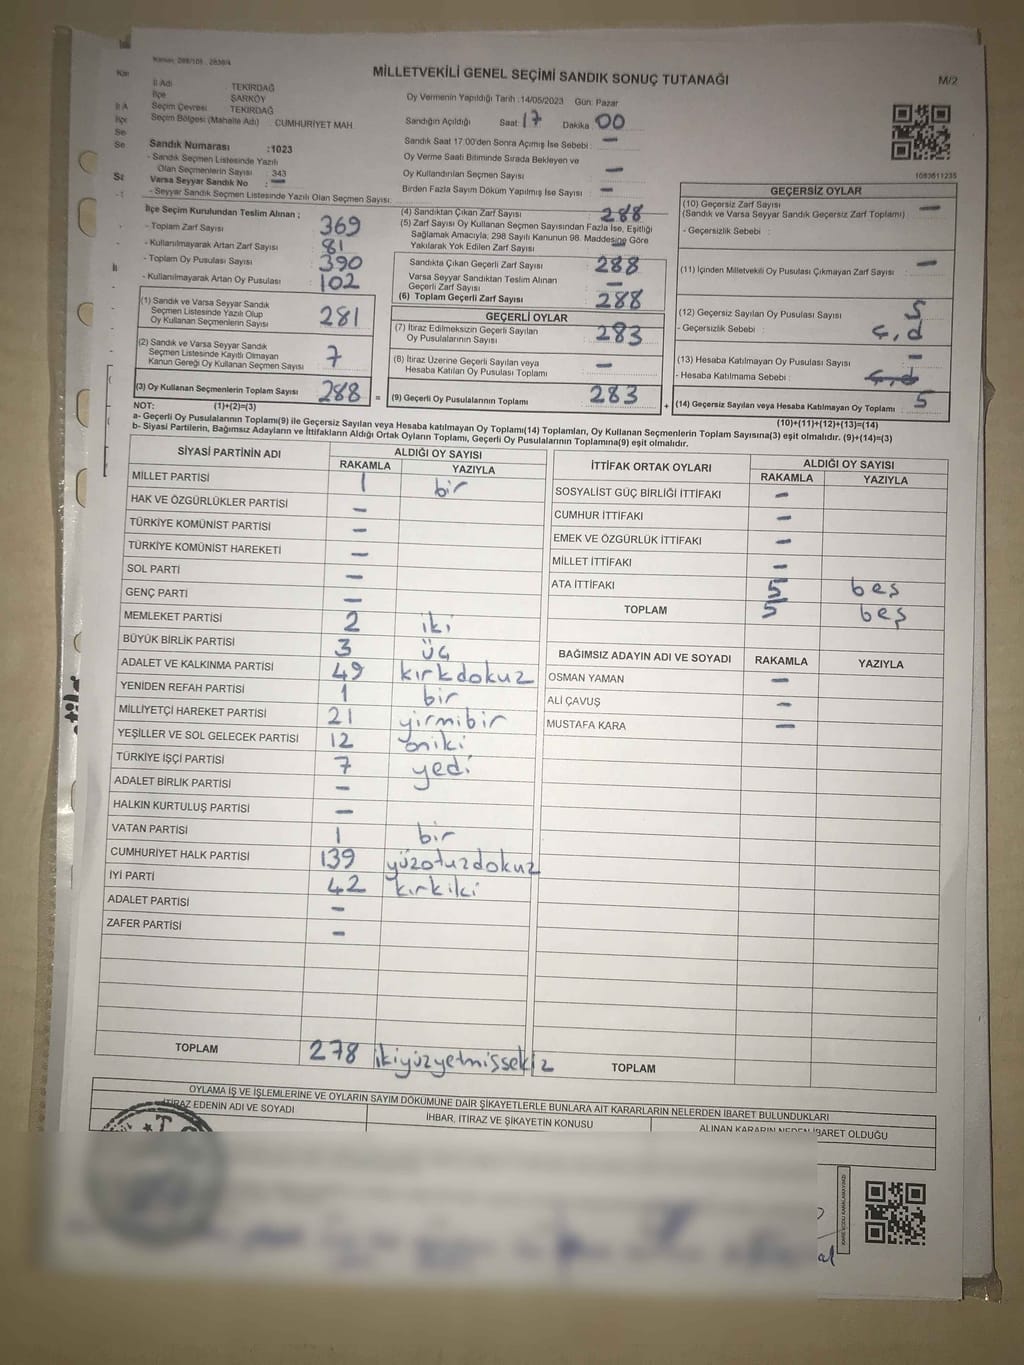 Kanun: 298/105 , 2839/4
MİLLETVEKİLİ GENEL SEÇİMİ SANDIK SONUÇ TUTANAĞI
M/2
İl Adı : TEKİRDAĞ
İlçe : ŞARKÖY
Seçim Çevresi : TEKİRDAĞ
Seçim Bölgesi (Mahalle Adı) : CUMHURİYET MAH.
Oy Vermenin Yapıldığı Tarih :14/05/2023 Gün: Pazar
Sandığın Açıldığı Saat: 17 Dakika: 00
Sandık Saat 17.00'den Sonra Açılmış İse Sebebi : —
Oy Verme Saati Bitiminde Sırada Bekleyen ve
Oy Kullandırılan Seçmen Sayısı : —
Birden Fazla Sayım Döküm Yapılmış İse Sayısı : —
Sandık Numarası :1023
- Sandık Seçmen Listesinde Yazılı
Olan Seçmenlerin Sayısı : 343
Varsa Seyyar Sandık No : —
- Seyyar Sandık Seçmen Listesinde Yazılı Olan Seçmen Sayısı:
1083611235
İlçe Seçim Kurulundan Teslim Alınan ;
- Toplam Zarf Sayısı : 369
- Kullanılmayarak Artan Zarf Sayısı : 81
- Toplam Oy Pusulası Sayısı : 390
- Kullanılmayarak Artan Oy Pusulası : 102
(1) Sandık ve Varsa Seyyar Sandık
Seçmen Listesinde Yazılı Olup
Oy Kullanan Seçmenlerin Sayısı : 281
(2) Sandık ve Varsa Seyyar Sandık
Seçmen Listesinde Kayıtlı Olmayan
Kanun Gereği Oy Kullanan Seçmen Sayısı : 7
(3) Oy Kullanan Seçmenlerin Toplam Sayısı : 288 =
(1)+(2)=(3)
(4) Sandıktan Çıkan Zarf Sayısı : 288
(5) Zarf Sayısı Oy Kullanan Seçmen Sayısından Fazla İse, Eşitliği
Sağlamak Amacıyla; 298 Sayılı Kanunun 98. Maddesine Göre
Yakılarak Yok Edilen Zarf Sayısı : —
Sandıkta Çıkan Geçerli Zarf Sayısı : 288
Varsa Seyyar Sandıktan Teslim Alınan
Geçerli Zarf Sayısı : —
(6) Toplam Geçerli Zarf Sayısı : 288
GEÇERLİ OYLAR
(7) İtiraz Edilmeksizin Geçerli Sayılan
Oy Pusulalarının Sayısı : 283
(8) İtiraz Üzerine Geçerli Sayılan veya
Hesaba Katılan Oy Pusulası Toplamı : —
(9) Geçerli Oy Pusulalarının Toplamı : 283 +
GEÇERSİZ OYLAR
(10) Geçersiz Zarf Sayısı
(Sandık ve Varsa Seyyar Sandık Geçersiz Zarf Toplamı) : —
- Geçersizlik Sebebi :
(11) İçinden Milletvekili Oy Pusulası Çıkmayan Zarf Sayısı : —
(12) Geçersiz Sayılan Oy Pusulası Sayısı : 5
- Geçersizlik Sebebi : ç, d
(13) Hesaba Katılmayan Oy Pusulası Sayısı : —
- Hesaba Katılmama Sebebi :
(14) Geçersiz Sayılan veya Hesaba Katılmayan Oy Toplamı : 5
(10)+(11)+(12)+(13)=(14)
NOT:
a- Geçerli Oy Pusulalarının Toplamı(9) ile Geçersiz Sayılan veya Hesaba katılmayan Oy Toplamı(14) Toplamları, Oy Kullanan Seçmenlerin Toplam Sayısına(3) eşit olmalıdır. (9)+(14)=(3)
b- Siyasi Partilerin, Bağımsız Adayların ve İttifakların Aldığı Ortak Oyların Toplamı, Geçerli Oy Pusulalarının Toplamına(9) eşit olmalıdır.
SİYASİ PARTİNİN ADI ALDIĞI OY SAYISI
RAKAMLA YAZIYLA
MİLLET PARTİSİ 1 bir
HAK VE ÖZGÜRLÜKLER PARTİSİ —
TÜRKİYE KOMÜNİST PARTİSİ —
TÜRKİYE KOMÜNİST HAREKETİ —
SOL PARTİ —
GENÇ PARTİ —
MEMLEKET PARTİSİ 2 iki
BÜYÜK BİRLİK PARTİSİ 3 üç
ADALET VE KALKINMA PARTİSİ 49 kırkdokuz
YENİDEN REFAH PARTİSİ 1 bir
MİLLİYETÇİ HAREKET PARTİSİ 21 yirmibir
YEŞİLLER VE SOL GELECEK PARTİSİ 12 oniki
TÜRKİYE İŞÇİ PARTİSİ 7 yedi
ADALET BİRLİK PARTİSİ —
HALKIN KURTULUŞ PARTİSİ —
VATAN PARTİSİ 1 bir
CUMHURİYET HALK PARTİSİ 139 yüzotuzdokuz
İYİ PARTİ 42 kırkiki
ADALET PARTİSİ —
ZAFER PARTİSİ —
TOPLAM 278 ikiyüzyetmişsekiz
İTTİFAK ORTAK OYLARI ALDIĞI OY SAYISI
RAKAMLA YAZIYLA
SOSYALİST GÜÇ BİRLİĞİ İTTİFAKI —
CUMHUR İTTİFAKI —
EMEK VE ÖZGÜRLÜK İTTİFAKI —
MİLLET İTTİFAKI —
ATA İTTİFAKI 5 beş
TOPLAM 5 beş
BAĞIMSIZ ADAYIN ADI VE SOYADI RAKAMLA YAZIYLA
OSMAN YAMAN —
ALİ ÇAVUŞ —
MUSTAFA KARA —
TOPLAM
OYLAMA İŞ VE İŞLEMLERİNE VE OYLARIN SAYIM DÖKÜMÜNE DAİR ŞİKAYETLERLE BUNLARA AİT KARARLARIN NELERDEN İBARET BULUNDUKLARI
İTİRAZ EDENİN ADI VE SOYADI İHBAR, İTİRAZ VE ŞİKAYETİN KONUSU ALINAN KARARIN NEDEN İBARET OLDUĞU